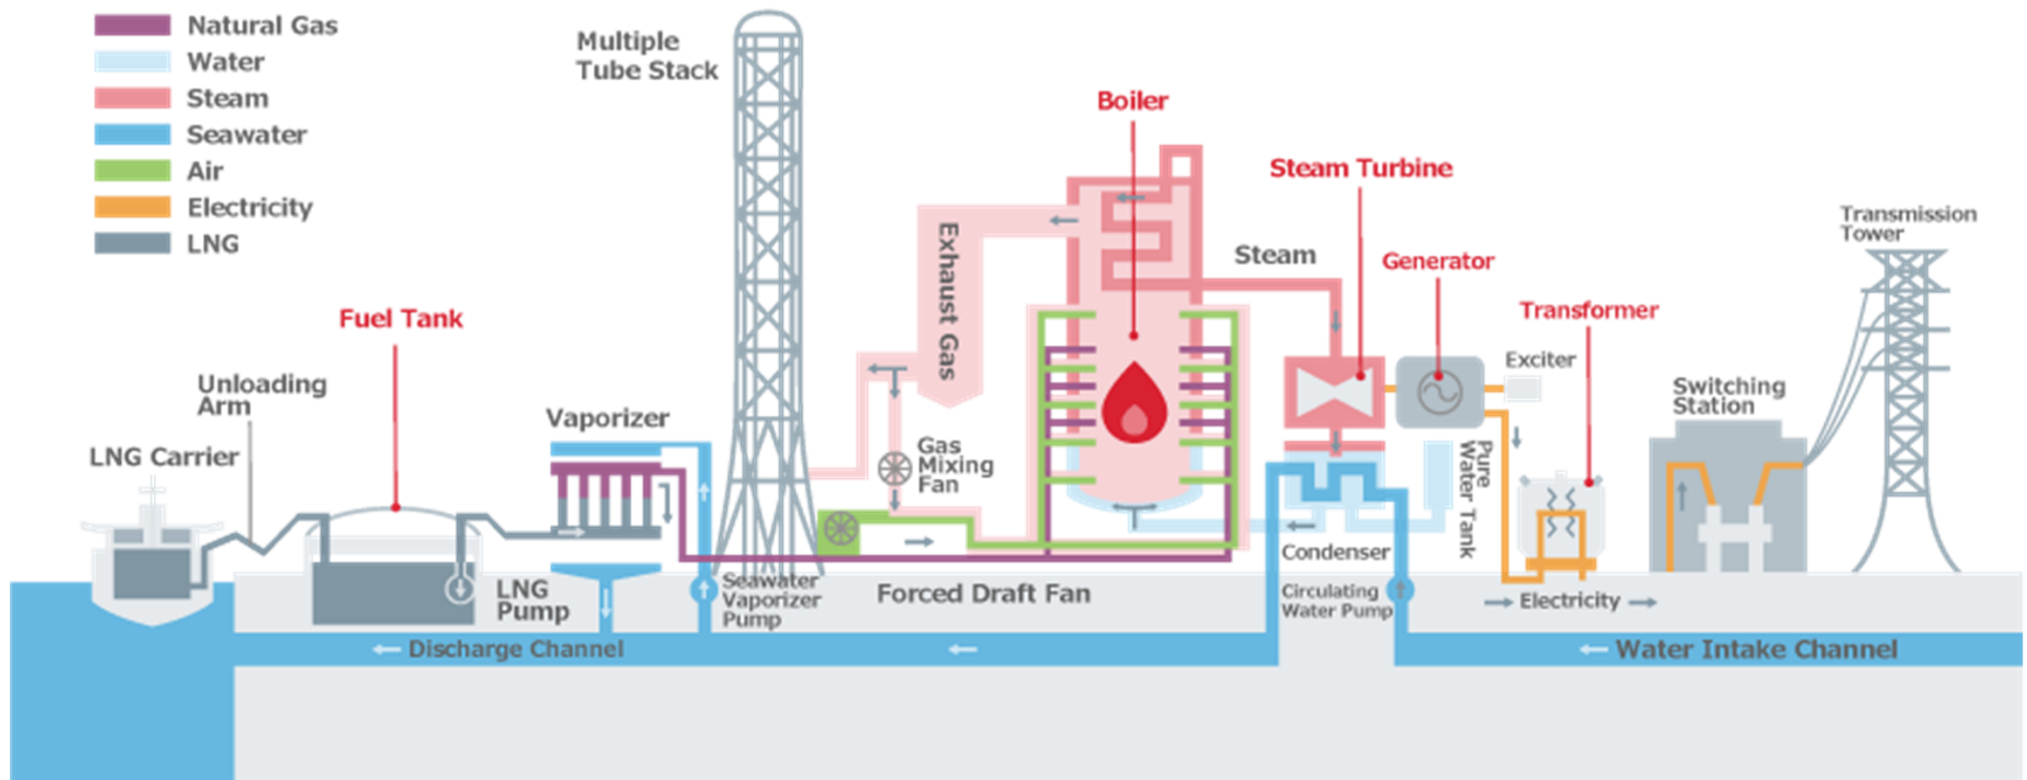 Natural Gas
Water
Steam
Seawater
Air
Electricity
LNG
Multiple
Tube Stack
Boiler
Steam Turbine
Exhaust Gas
Steam
Generator
Transmission
Tower
Fuel Tank
Transformer
Unloading
Arm
Vaporizer
Exciter
Switching
Station
LNG Carrier
Gas
Mixing
Fan
Pure
Water Tank
Condenser
LNG
Pump
Seawater
Vaporizer
Pump
Forced Draft Fan
Circulating
Water Pump
Electricity
Discharge Channel
Water Intake Channel